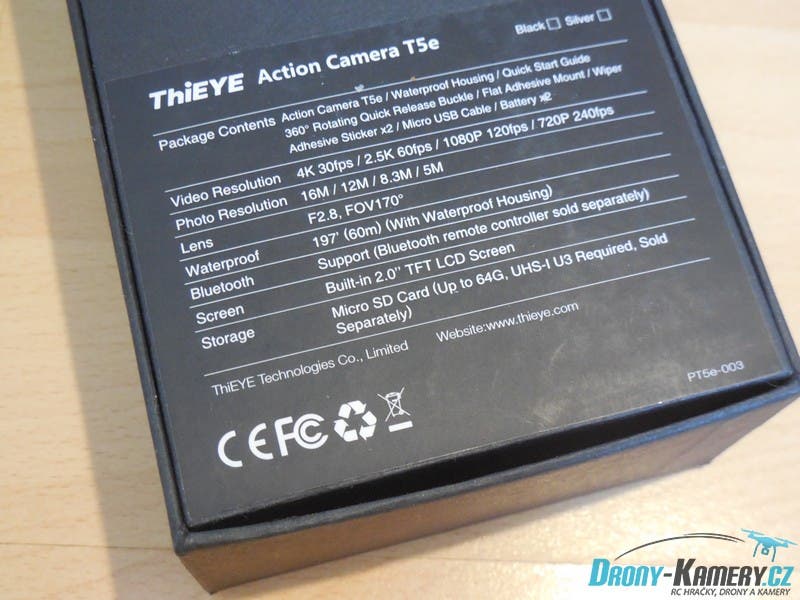 ThiEYE Action Camera T5e
Black Silver
Package Contents Action Camera T5e / Waterproof Housing / Quick Start Guide
360° Rotating Quick Release Buckle / Flat Adhesive Mount / Wiper
Adhesive Sticker x2 / Micro USB Cable / Battery x2
Video Resolution 4K 30fps / 2.5K 60fps / 1080P 120fps / 720P 240fps
Photo Resolution 16M / 12M / 8.3M / 5M
Lens F2.8, FOV170°
Waterproof 197' (60m) (With Waterproof Housing)
Bluetooth Support (Bluetooth remote controller sold separately)
Screen Built-in 2.0'' TFT LCD Screen
Storage Micro SD Card (Up to 64G, UHS-I U3 Required, Sold
Separately)
ThiEYE Technologies Co., Limited Website:www.thieye.com
PT5e-003
CE FC
DRONY-KAMERY.CZ
RC HRAČKY, DRONY A KAMERY